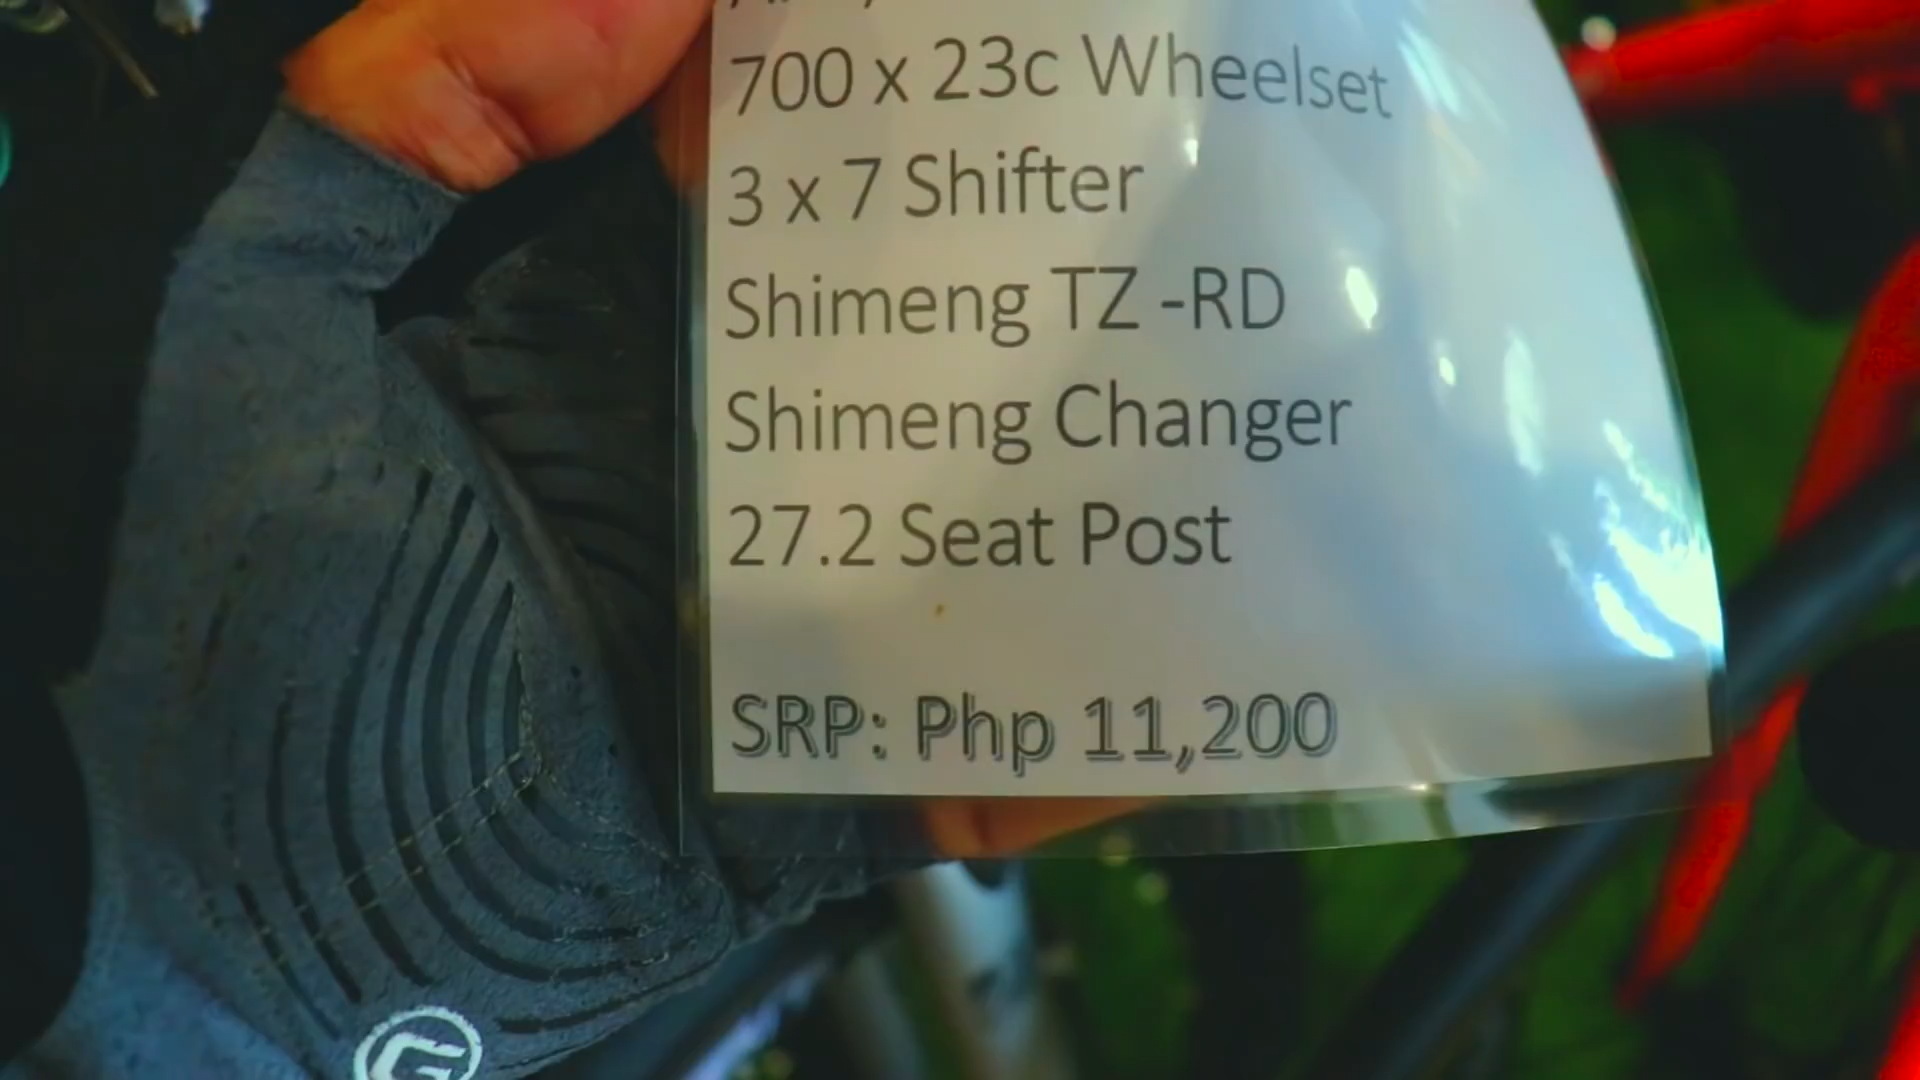 700 x 23c Wheelset
3 x 7 Shifter
Shimeng TZ -RD
Shimeng Changer
27.2 Seat Post
SRP: Php 11,200